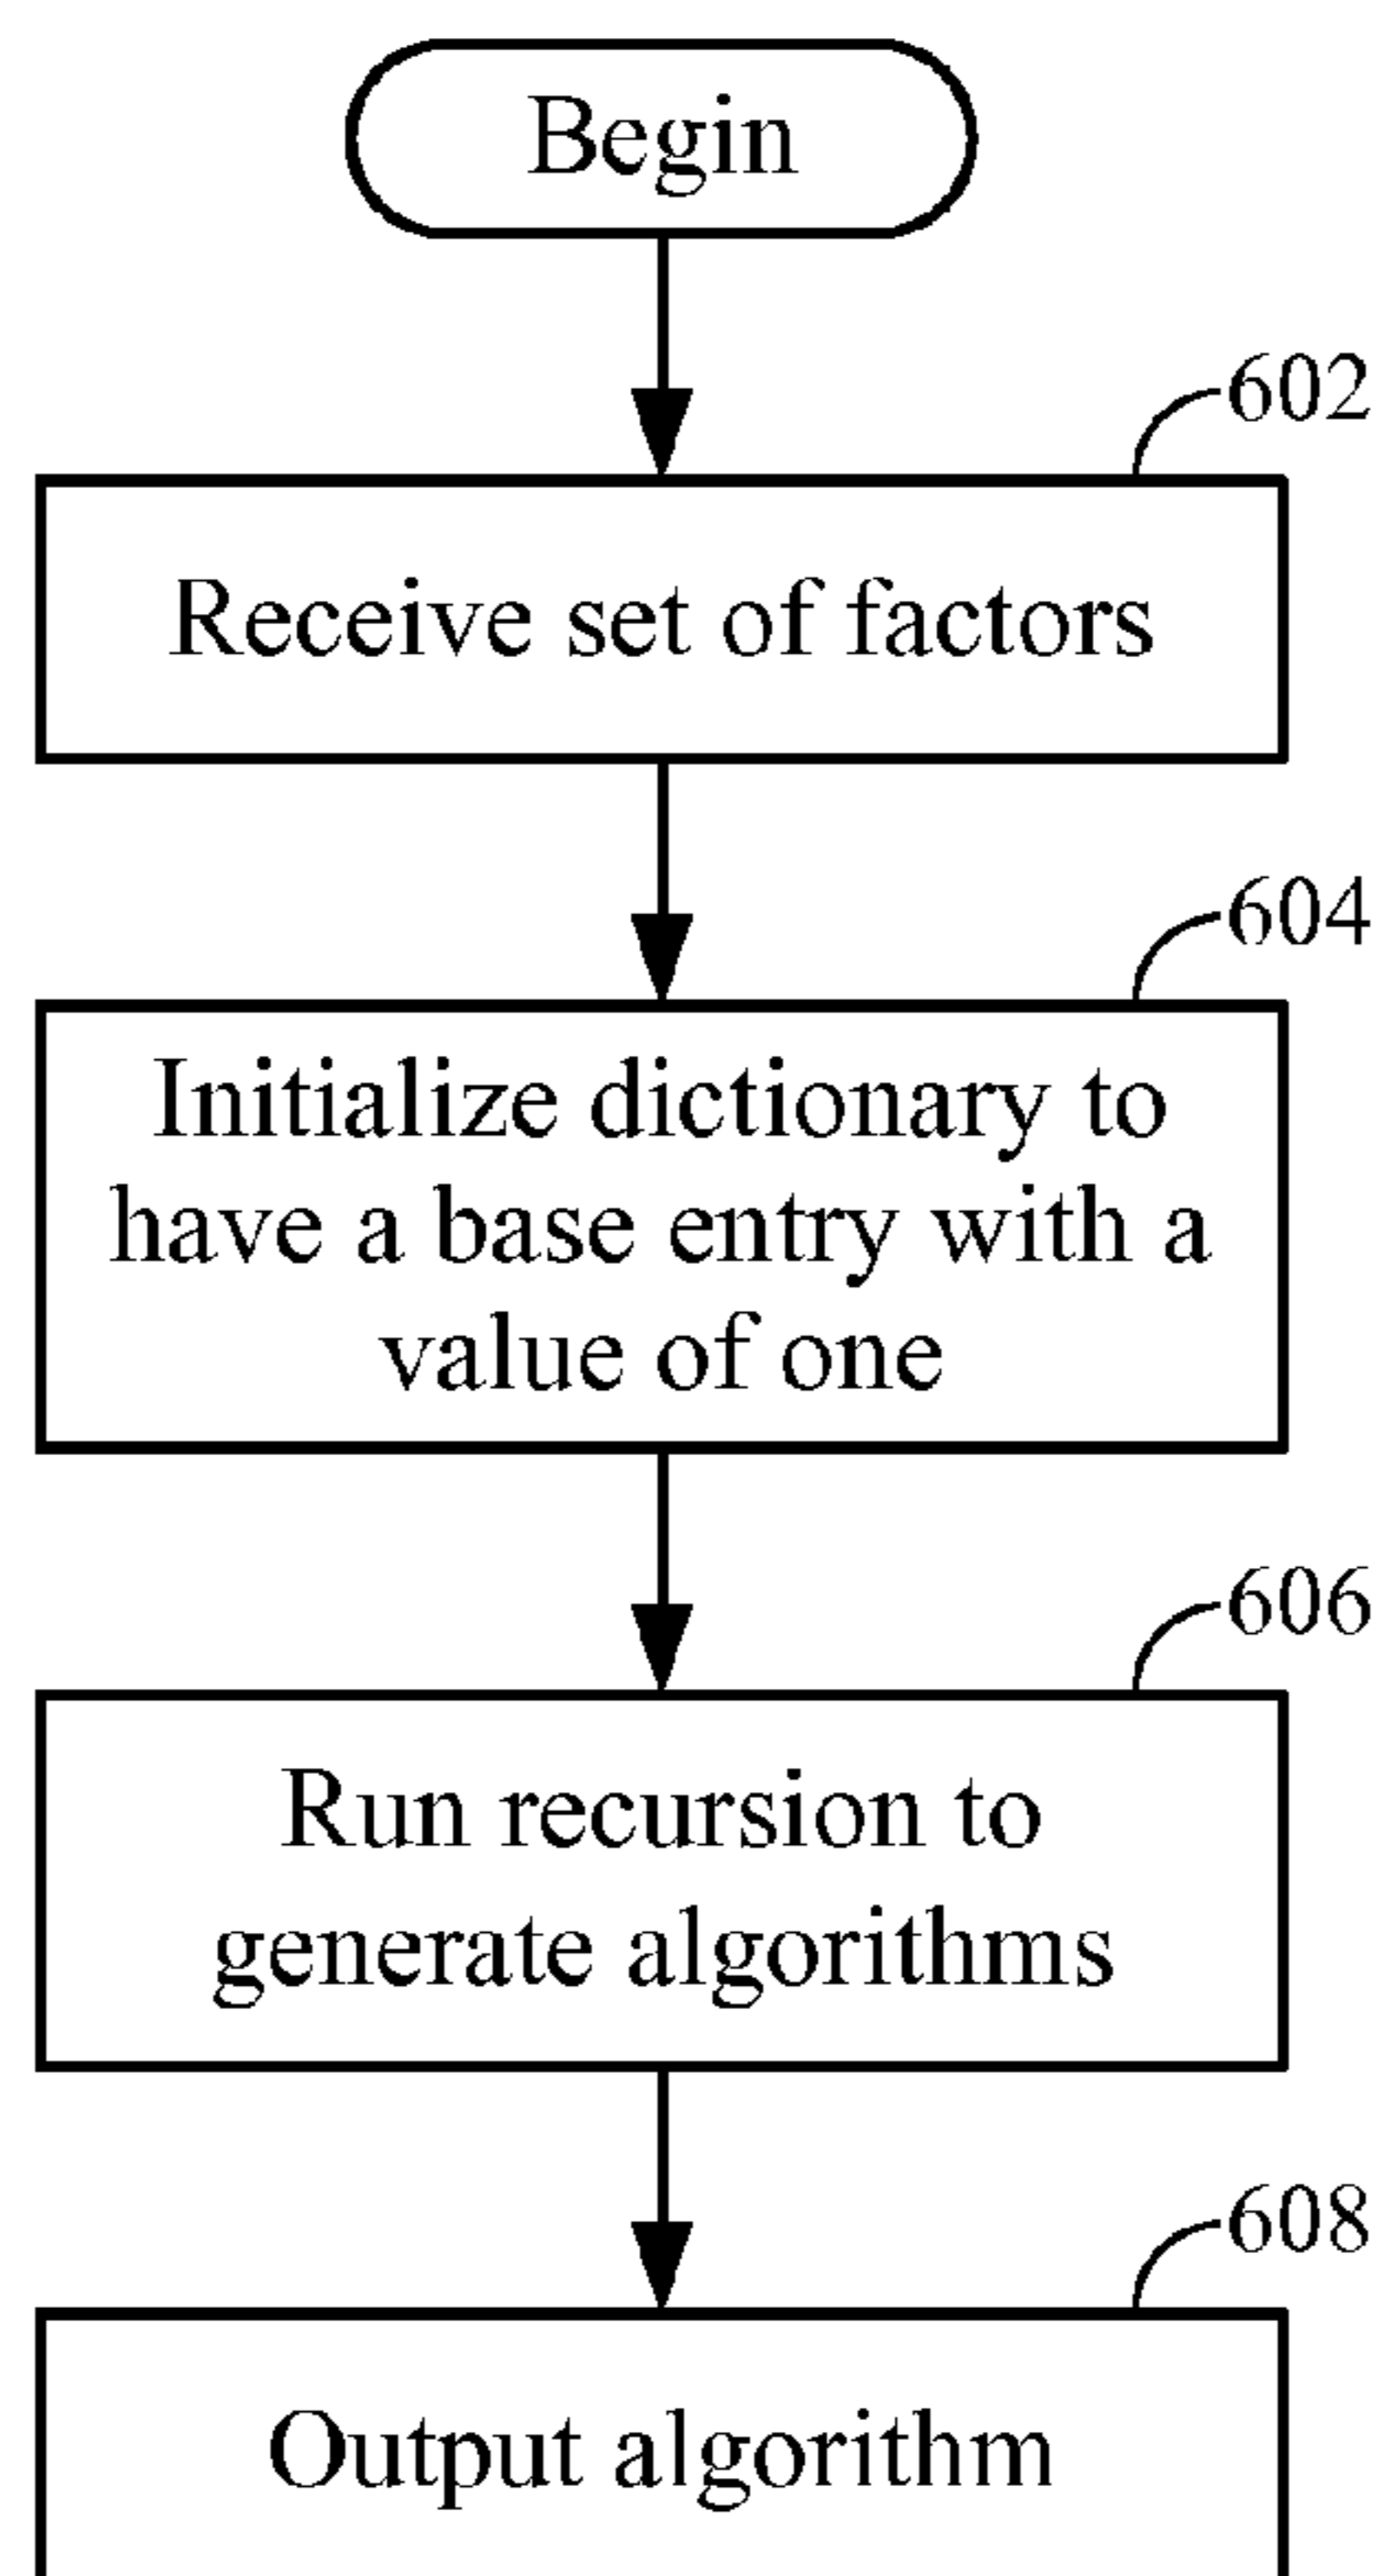 Begin
602
Receive set of factors
604
Initialize dictionary to
have a base entry with a
value of one
606
Run recursion to
generate algorithms
608
Output algorithm